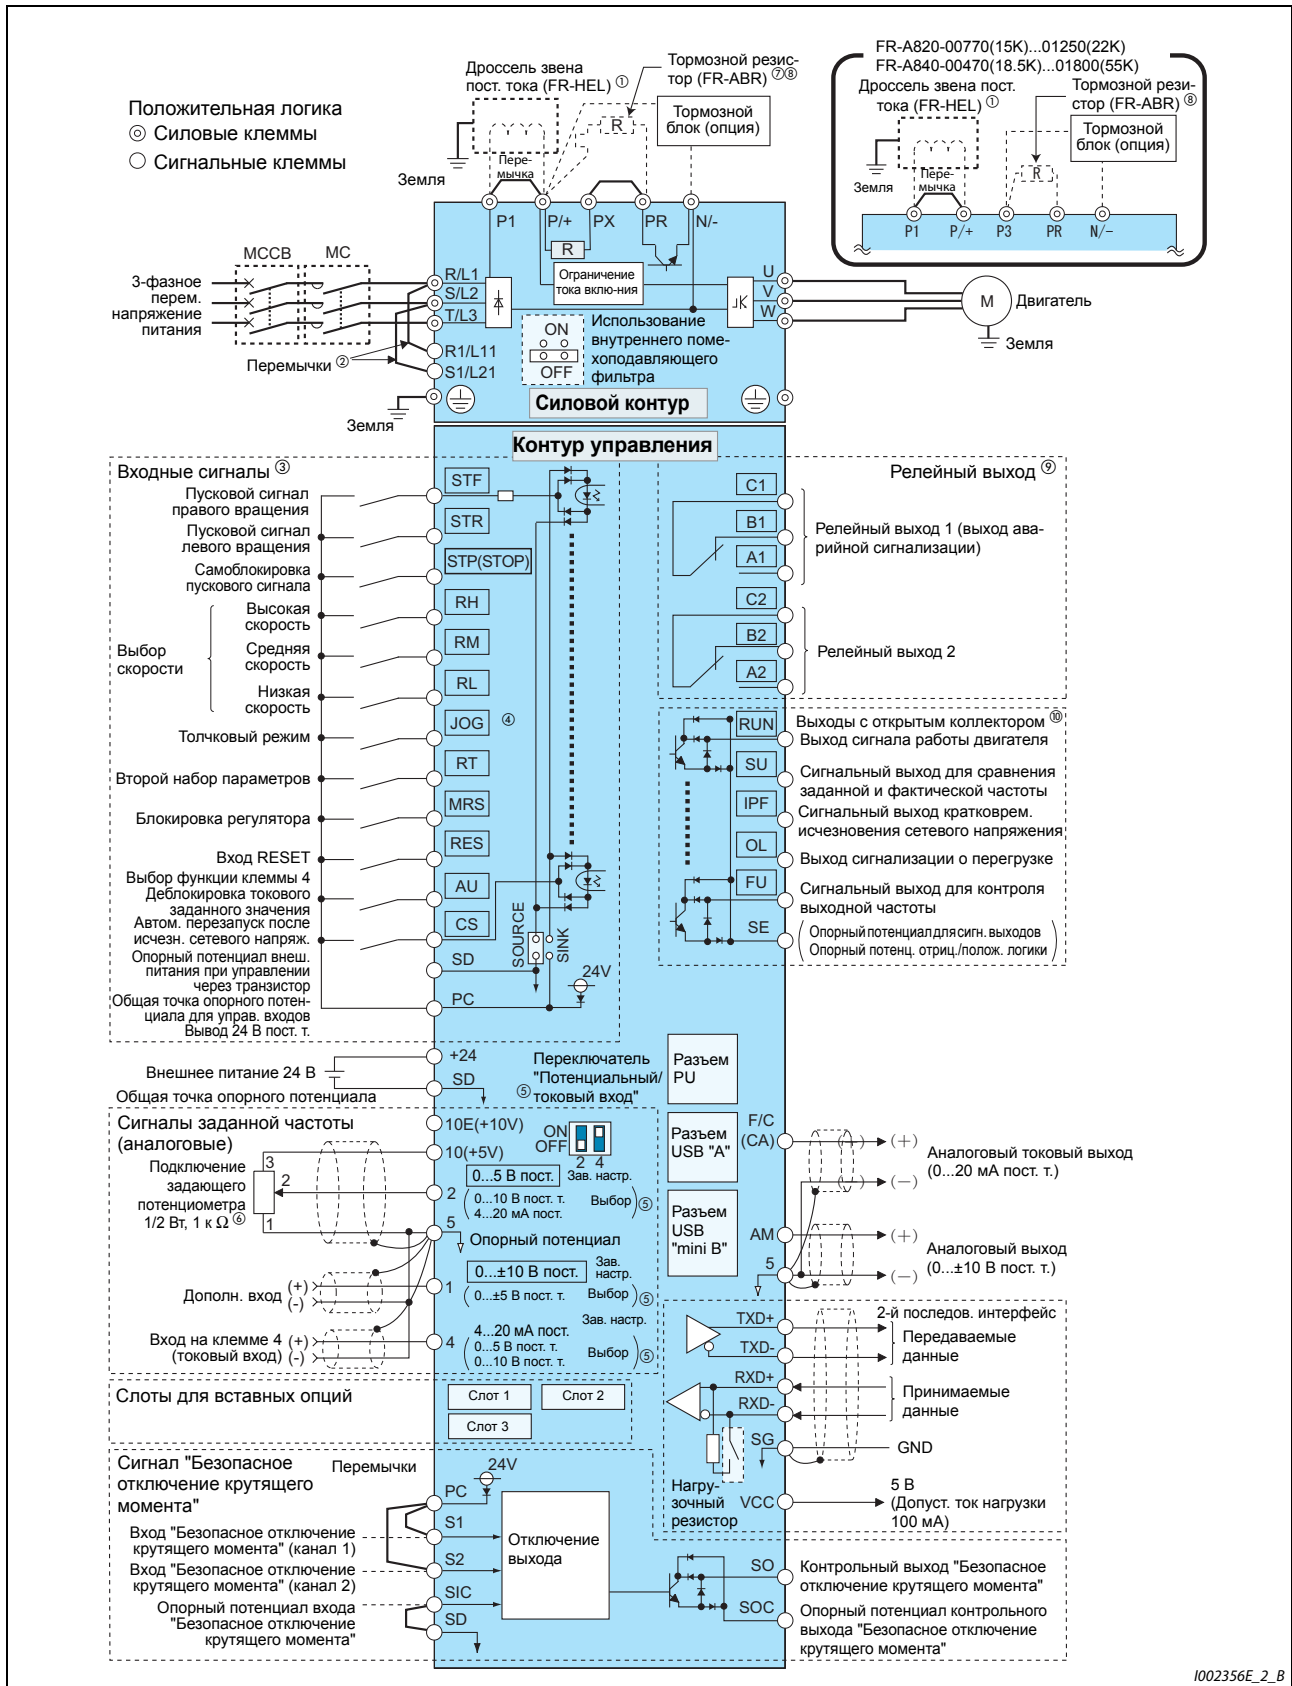 FR-A820-00770(15K)...01250(22K)
FR-A840-00470(18.5K)...01800(55K)
Дроссель звена пост.
тока (FR-HEL) ①
Тормозной рези-
стор (FR-ABR) ⑧
Тормозной
блок (опция)
R
Земля
Пере-
мычка
P1
P/+
P3
PR
N/−
Дроссель звена
пост. тока (FR-HEL) ①
Тормозной резис-
тор (FR-ABR) ⑦⑧
Тормозной
блок (опция)
R
Положительная логика
Силовые клеммы
Сигнальные клеммы
Земля
Пере-
мычка
P1
P/+
PX
PR
N/-
R
MCCB
MC
3-фазное
перем.
напряжение
питания
R/L1
S/L2
T/L3
R1/L11
S1/L21
Перемычки ②
Земля
Ограничение
тока вклю-ния
ON
OFF
Использование
внутреннего поме-
хоподавляющего
фильтра
U
V
W
M
Двигатель
Земля
Силовой контур
Контур управления
Входные сигналы ③
Пусковой сигнал
правого вращения
STF
Пусковой сигнал
левого вращения
STR
Самоблокировка
пускового сигнала
STP(STOP)
Выбор
скорости
Высокая
скорость
RH
Средняя
скорость
RM
Низкая
скорость
RL
Толчковый режим
JOG ④
Второй набор параметров
RT
Блокировка регулятора
MRS
Вход RESET
RES
Выбор функции клеммы 4
Деблокировка токового
заданного значения
AU
Автом. перезапуск после
исчезн. сетевого напряж.
CS
Опорный потенциал внеш.
питания при управлении
через транзистор
SD
Общая точка опорного потен-
циала для управ. входов
Вывод 24 В пост. т.
PC
SOURCE
SINK
24V
Релейный выход ⑨
C1
B1
A1
Релейный выход 1 (выход ава-
рийной сигнализации)
C2
B2
A2
Релейный выход 2
Выходы с открытым коллектором ⑩
RUN
Выход сигнала работы двигателя
SU
Сигнальный выход для сравнения
заданной и фактической частоты
IPF
Сигнальный выход кратковрем.
исчезновения сетевого напряжения
OL
Выход сигнализации о перегрузке
FU
Сигнальный выход для контроля
выходной частоты
SE
Опорный потенциал для сигн. выходов
Опорный потенц. отриц./полож. логики
Внешнее питание 24 В
+24
SD
Общая точка опорного потенциала
Переключатель
"Потенциальный/
⑤ токовый вход"
Разъем
PU
Сигналы заданной частоты
(аналоговые)
10E(+10V)
10(+5V)
ON
OFF
2 4
Подключение
задающего
потенциометра
1/2 Вт, 1 к Ω ⑥
3
2
1
0...5 В пост.
Зав. настр.
2
0...10 В пост. т.
4...20 мА пост.
Выбор ⑤
5
Опорный потенциал
0...±10 В пост.
Зав.
настр.
Дополн. вход
(+)
(-)
1
(0...±5 В пост. т.
Выбор) ⑤
Зав. настр.
Вход на клемме 4
(токовый вход)
(+)
(-)
4
4...20 мА пост.
0...5 В пост. т.
0...10 В пост. т.
Выбор ⑤
Разъем
USB "A"
Разъем
USB
"mini B"
F/C
(CA)
(+)
(−)
Аналоговый токовый выход
(0...20 мА пост. т.)
AM
5
(+)
(−)
Аналоговый выход
(0...±10 В пост. т.)
2-й последов. интерфейс
TXD+
TXD-
Передаваемые
данные
RXD+
RXD-
Принимаемые
данные
SG
GND
Нагру-
зочный
резистор
VCC
5 В
(Допуст. ток нагрузки
100 мА)
Слоты для вставных опций
Слот 1
Слот 2
Слот 3
Сигнал "Безопасное
отключение крутящего
момента"
Перемычки
24V
PC
S1
Вход "Безопасное отключение
крутящего момента" (канал 1)
S2
Вход "Безопасное отключение
крутящего момента" (канал 2)
SIC
Опорный потенциал входа
"Безопасное отключение
крутящего момента"
SD
Отключение
выхода
SO
Контрольный выход "Безопасное
отключение крутящего момента"
SOC
Опорный потенциал контрольного
выхода "Безопасное отключение
крутящего момента"
I002356E_2_B